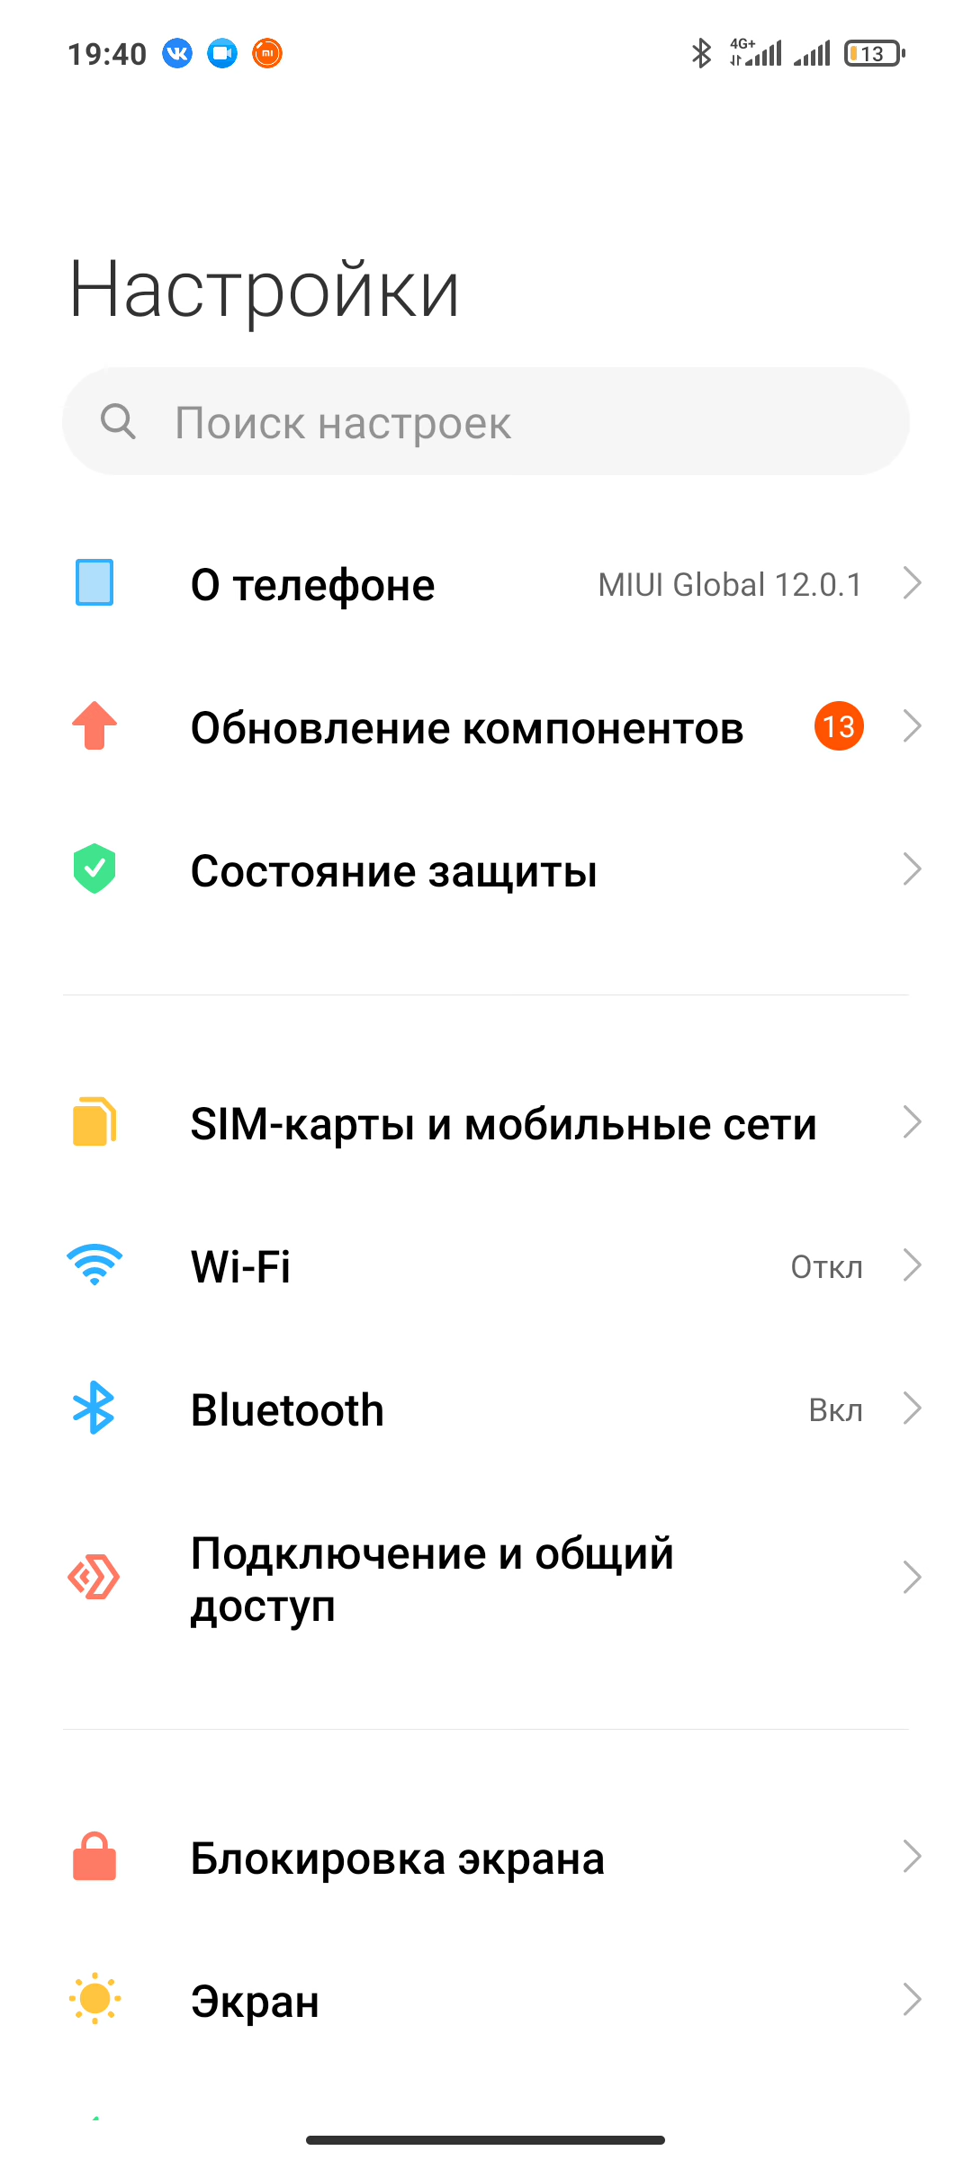 19:40
4G+
13
Настройки
Поиск настроек
О телефоне MIUI Global 12.0.1
Обновление компонентов 13
Состояние защиты
SIM-карты и мобильные сети
Wi-Fi Откл
Bluetooth Вкл
Подключение и общий
доступ
Блокировка экрана
Экран